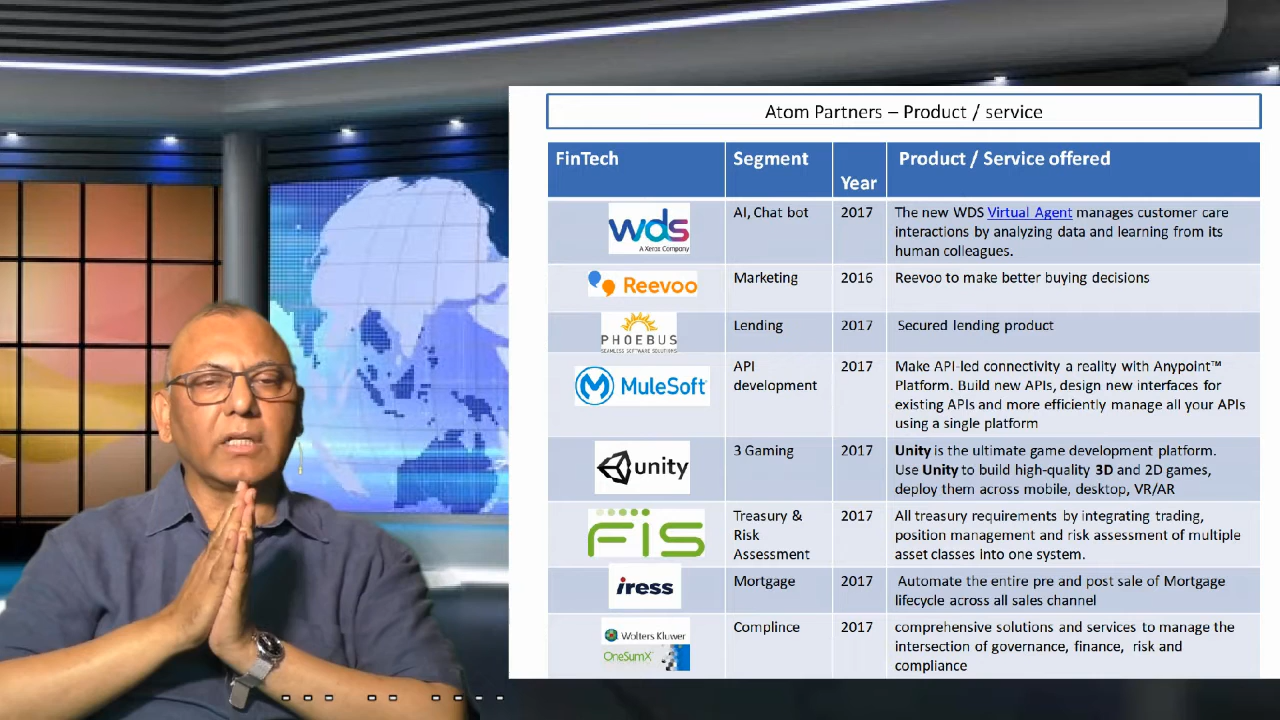 Atom Partners – Product / service
FinTech
Segment
Year
Product / Service offered
wds
A Xerox Company
AI, Chat bot
2017
The new WDS Virtual Agent manages customer care
interactions by analyzing data and learning from its
human colleagues.
Reevoo
Marketing
2016
Reevoo to make better buying decisions
PHOEBUS
SEAMLESS SOFTWARE SOLUTIONS
Lending
2017
Secured lending product
MuleSoft
API
development
2017
Make API-led connectivity a reality with Anypoint™
Platform. Build new APIs, design new interfaces for
existing APIs and more efficiently manage all your APIs
using a single platform
unity
3 Gaming
2017
Unity is the ultimate game development platform.
Use Unity to build high-quality 3D and 2D games,
deploy them across mobile, desktop, VR/AR
FIS
Treasury &
Risk
Assessment
2017
All treasury requirements by integrating trading,
position management and risk assessment of multiple
asset classes into one system.
iress
Mortgage
2017
Automate the entire pre and post sale of Mortgage
lifecycle across all sales channel
Wolters Kluwer
OneSumX
Complince
2017
comprehensive solutions and services to manage the
intersection of governance, finance, risk and
compliance